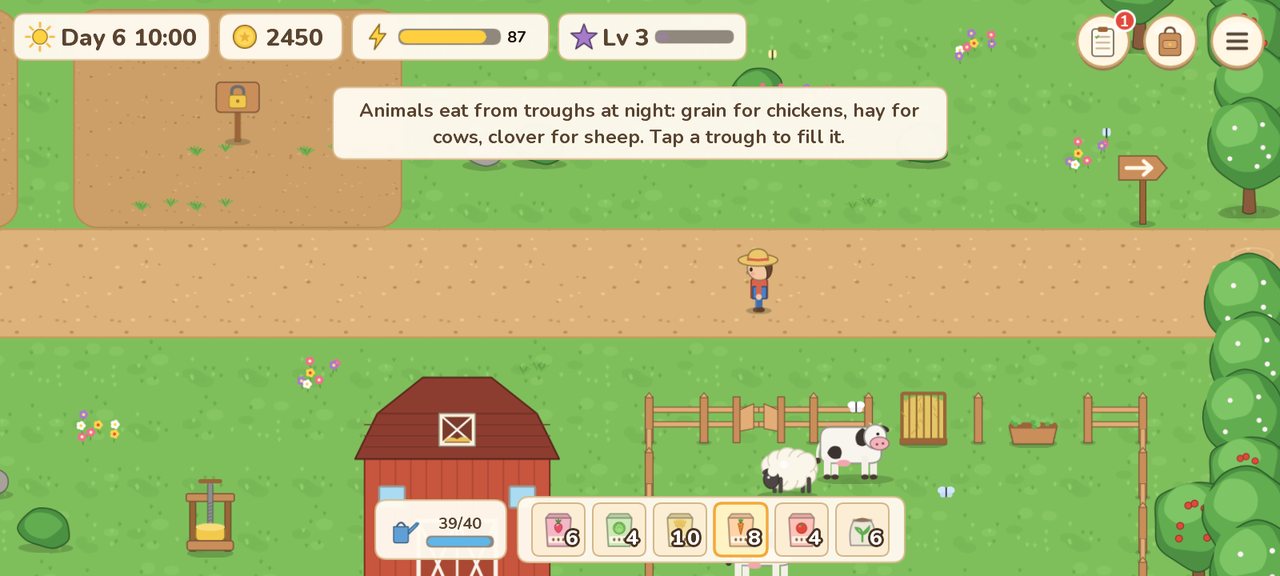 Day 6 10:00
2450
87
Lv 3
1
Animals eat from troughs at night: grain for chickens, hay for
cows, clover for sheep. Tap a trough to fill it.
39/40
6
4
10
8
4
6